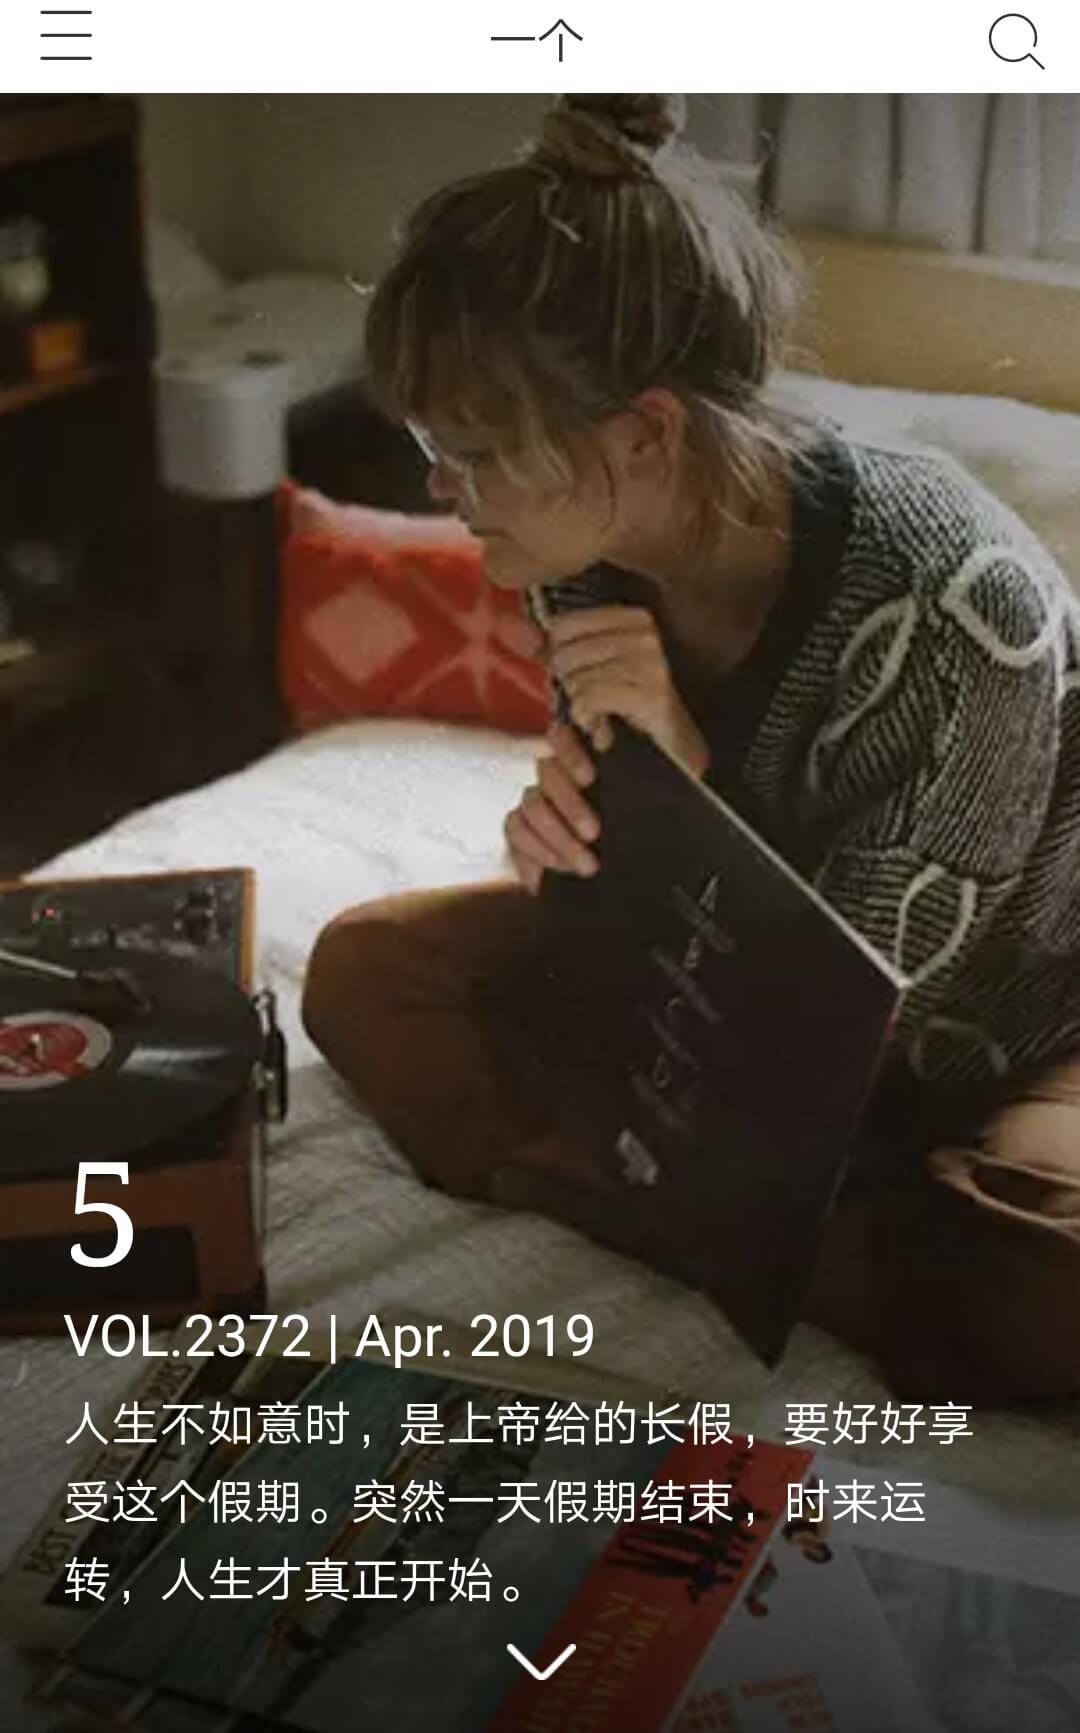 一个
5
VOL.2372 | Apr. 2019
人生不如意时，是上帝给的长假，要好好享
受这个假期。突然一天假期结束，时来运
转，人生才真正开始。
BEST